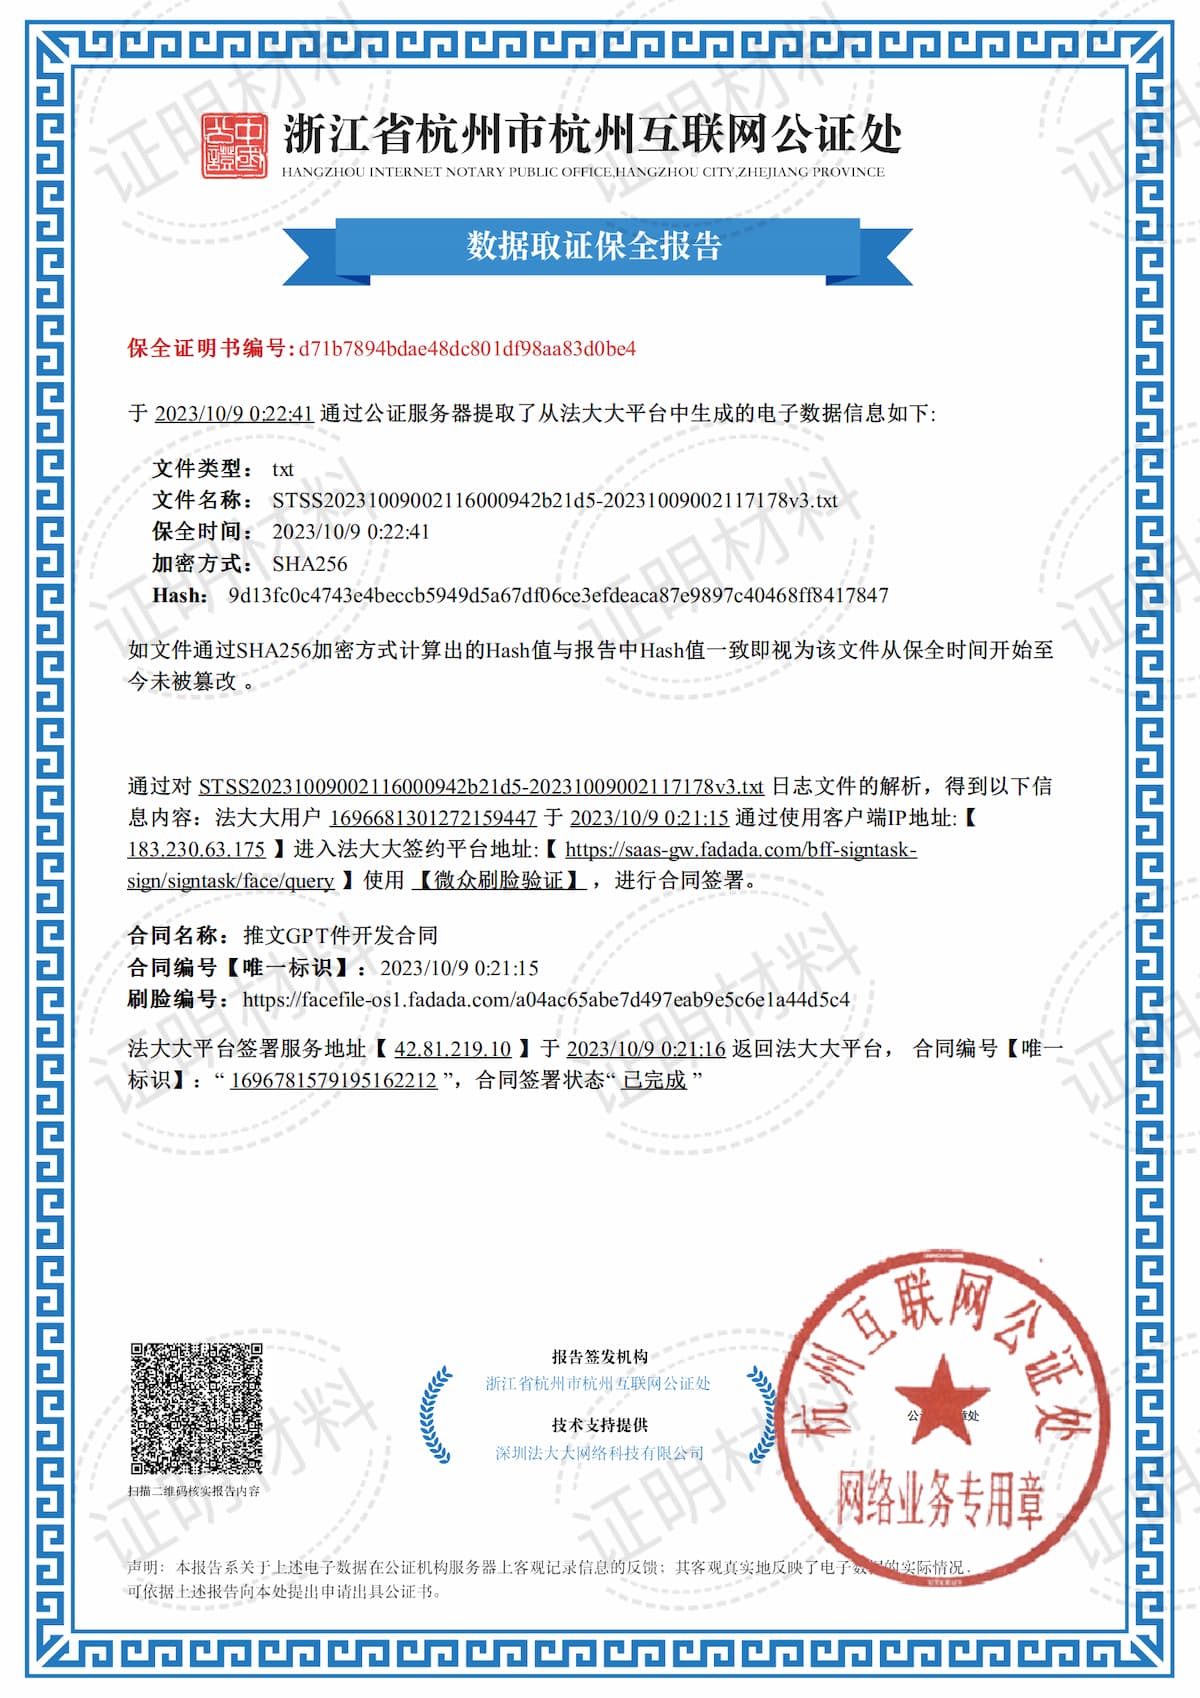 浙江省杭州市杭州互联网公证处
HANGZHOU INTERNET NOTARY PUBLIC OFFICE,HANGZHOU CITY,ZHEJIANG PROVINCE
数据取证保全报告
保全证明书编号:d71b7894bdae48dc801df98aa83d0be4
于 2023/10/9 0:22:41 通过公证服务器提取了从法大大平台中生成的电子数据信息如下:
文件类型： txt
文件名称： STSS20231009002116000942b21d5-20231009002117178v3.txt
保全时间： 2023/10/9 0:22:41
加密方式： SHA256
Hash： 9d13fc0c4743e4beccb5949d5a67df06ce3efdeaca87e9897c40468ff8417847
如文件通过SHA256加密方式计算出的Hash值与报告中Hash值一致即视为该文件从保全时间开始至
今未被篡改 。
通过对 STSS20231009002116000942b21d5-20231009002117178v3.txt 日志文件的解析，得到以下信
息内容：法大大用户 1696681301272159447 于 2023/10/9 0:21:15 通过使用客户端IP地址:【
183.230.63.175 】进入法大大签约平台地址:【 https://saas-gw.fadada.com/bff-signtask-
sign/signtask/face/query 】使用 【微众刷脸验证】 ，进行合同签署。
合同名称： 推文GPT件开发合同
合同编号【唯一标识】：2023/10/9 0:21:15
刷脸编号： https://facefile-os1.fadada.com/a04ac65abe7d497eab9e5c6e1a44d5c4
法大大平台签署服务地址【 42.81.219.10 】于 2023/10/9 0:21:16 返回法大大平台， 合同编号【唯一
标识】：“ 1696781579195162212 ”，合同签署状态“ 已完成 ”
报告签发机构
浙江省杭州市杭州互联网公证处
技术支持提供
深圳法大大网络科技有限公司
扫描二维码核实报告内容
杭州互联网公证处
网络业务专用章
声明：本报告系关于上述电子数据在公证机构服务器上客观记录信息的反馈；其客观真实地反映了电子数据的实际情况，
可依据上述报告向本处提出申请出具公证书。
证明材料